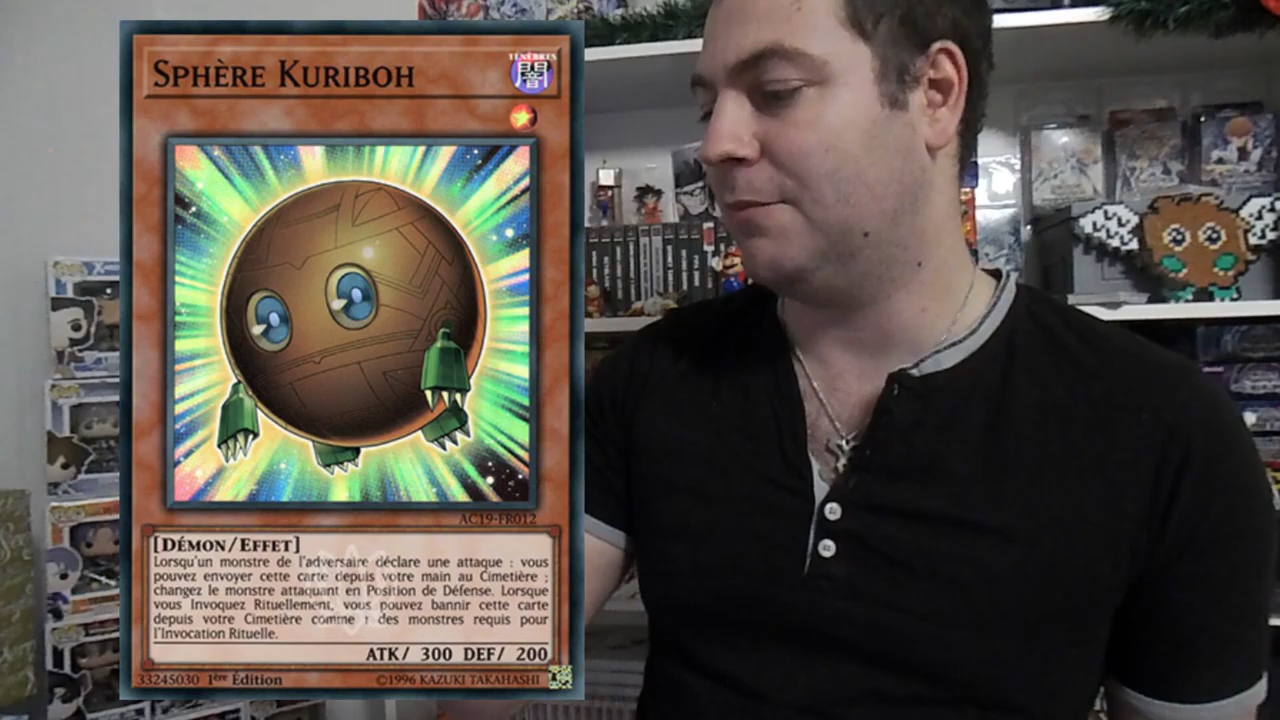 SPHÈRE KURIBOH
TÉNÈBRES
闇
AC19-FR012
[DÉMON/EFFET]
Lorsqu'un monstre de l'adversaire déclare une attaque : vous
pouvez envoyer cette carte depuis votre main au Cimetière ;
changez le monstre attaquant en Position de Défense. Lorsque
vous Invoquez Rituellement, vous pouvez bannir cette carte
depuis votre Cimetière comme 1 des monstres requis pour
l'Invocation Rituelle.
ATK/ 300 DEF/ 200
33245030 1ère Édition ©1996 KAZUKI TAKAHASHI